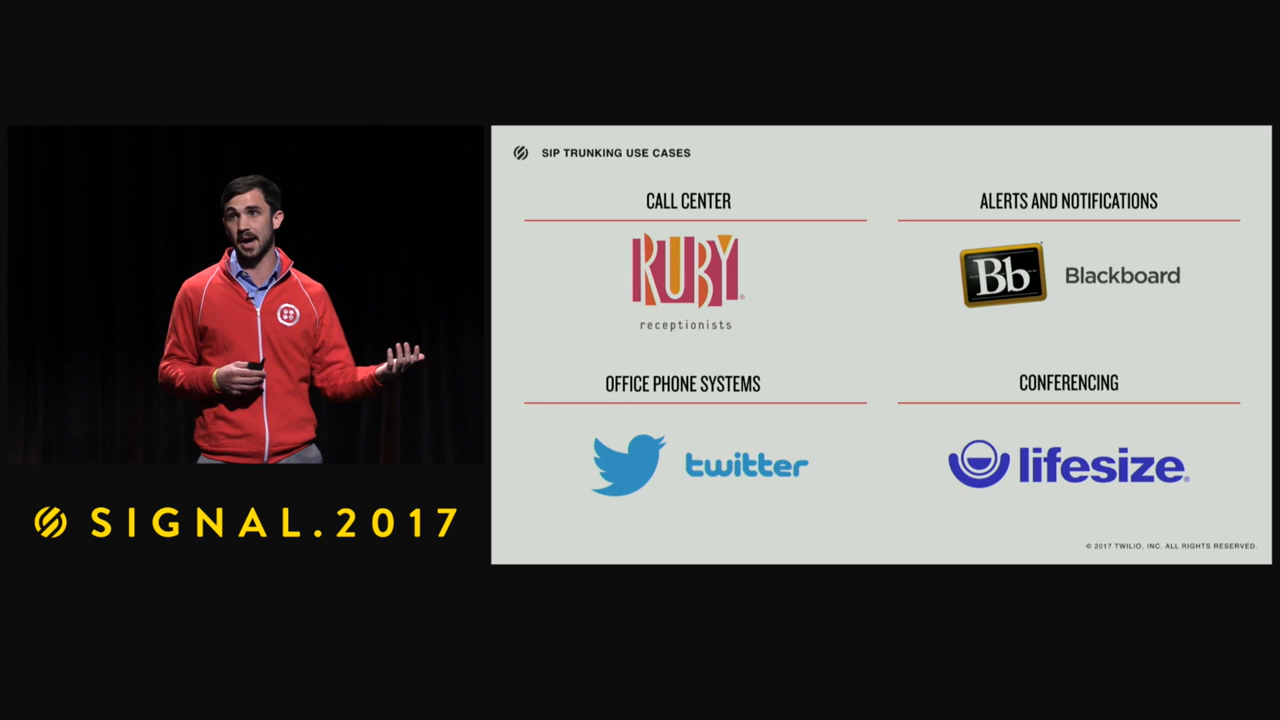 SIP TRUNKING USE CASES
CALL CENTER
RUBY®
receptionists
ALERTS AND NOTIFICATIONS
Bb Blackboard
OFFICE PHONE SYSTEMS
twitter
CONFERENCING
lifesize®
© 2017 TWILIO, INC. ALL RIGHTS RESERVED.
SIGNAL.2017